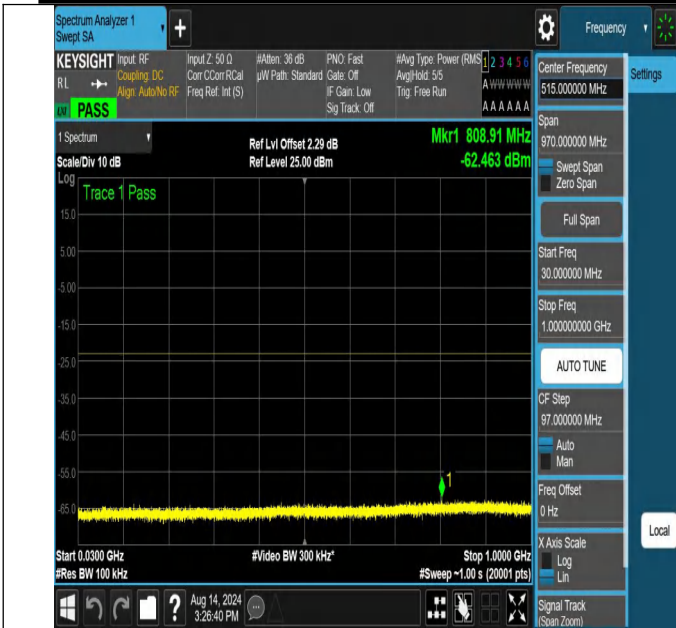 Spectrum Analyzer 1
Swept SA
+
Frequency
KEYSIGHT
RL
PASS
Input: RF
Coupling: DC
Align: Auto/No RF
Input Z: 50 Ω
Corr CCorr RCal
Freq Ref: Int (S)
#Atten: 36 dB
µW Path: Standard
PNO: Fast
Gate: Off
IF Gain: Low
Sig Track: Off
#Avg Type: Power (RMS
Avg|Hold: 5/5
Trig: Free Run
1 2 3 4 5 6
A W W W W W
A A A A A A
1 Spectrum
Scale/Div 10 dB
Log
Ref Lvl Offset 2.29 dB
Ref Level 25.00 dBm
Mkr1 808.91 MHz
-62.463 dBm
Trace 1 Pass
15.0
5.00
-5.00
-15.0
-25.0
-35.0
-45.0
-55.0
-65.0
1
Start 0.0300 GHz
#Res BW 100 kHz
#Video BW 300 kHz*
Stop 1.0000 GHz
#Sweep ~1.00 s (20001 pts)
Aug 14, 2024
3:26:40 PM
?
Center Frequency
515.000000 MHz
Span
970.000000 MHz
Swept Span
Zero Span
Full Span
Start Freq
30.000000 MHz
Stop Freq
1.000000000 GHz
AUTO TUNE
CF Step
97.000000 MHz
Auto
Man
Freq Offset
0 Hz
X Axis Scale
Log
Lin
Signal Track
(Span Zoom)
Settings
Local